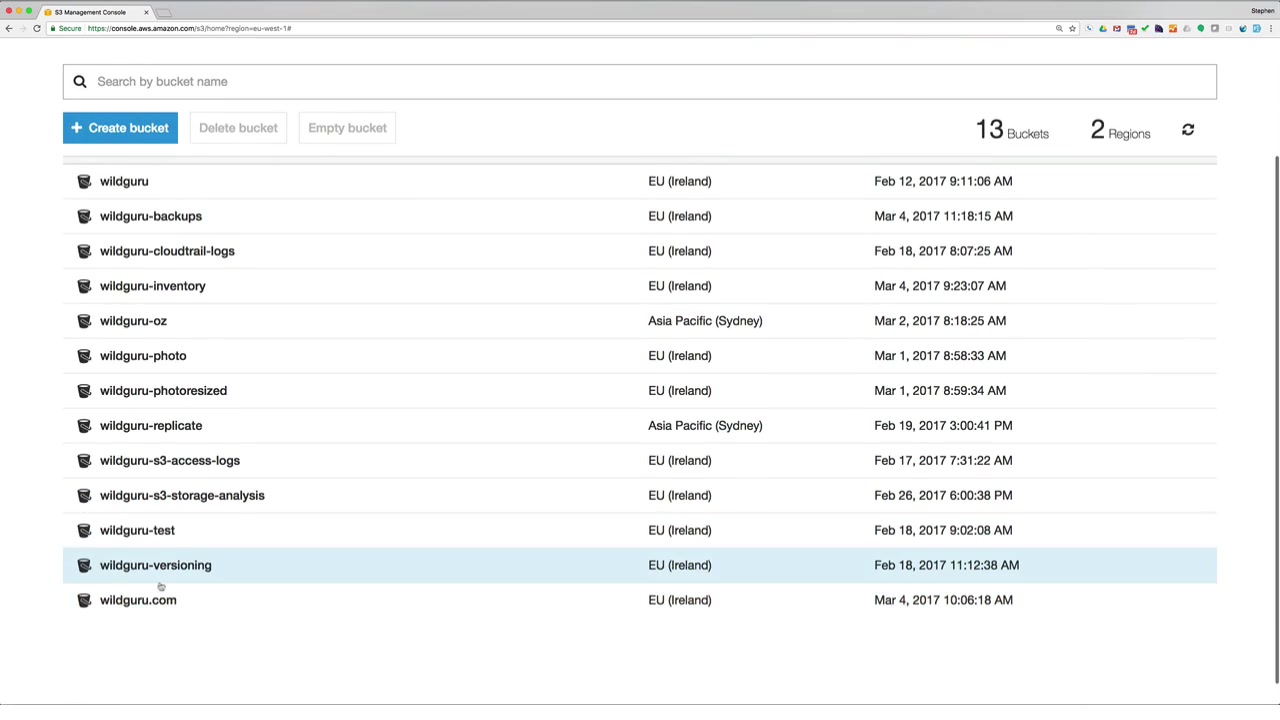 S3 Management Console
Stephen
Secure https://console.aws.amazon.com/s3/home?region=eu-west-1#
Search by bucket name
+ Create bucket Delete bucket Empty bucket 13 Buckets 2 Regions
wildguru EU (Ireland) Feb 12, 2017 9:11:06 AM
wildguru-backups EU (Ireland) Mar 4, 2017 11:18:15 AM
wildguru-cloudtrail-logs EU (Ireland) Feb 18, 2017 8:07:25 AM
wildguru-inventory EU (Ireland) Mar 4, 2017 9:23:07 AM
wildguru-oz Asia Pacific (Sydney) Mar 2, 2017 8:18:25 AM
wildguru-photo EU (Ireland) Mar 1, 2017 8:58:33 AM
wildguru-photoresized EU (Ireland) Mar 1, 2017 8:59:34 AM
wildguru-replicate Asia Pacific (Sydney) Feb 19, 2017 3:00:41 PM
wildguru-s3-access-logs EU (Ireland) Feb 17, 2017 7:31:22 AM
wildguru-s3-storage-analysis EU (Ireland) Feb 26, 2017 6:00:38 PM
wildguru-test EU (Ireland) Feb 18, 2017 9:02:08 AM
wildguru-versioning EU (Ireland) Feb 18, 2017 11:12:38 AM
wildguru.com EU (Ireland) Mar 4, 2017 10:06:18 AM